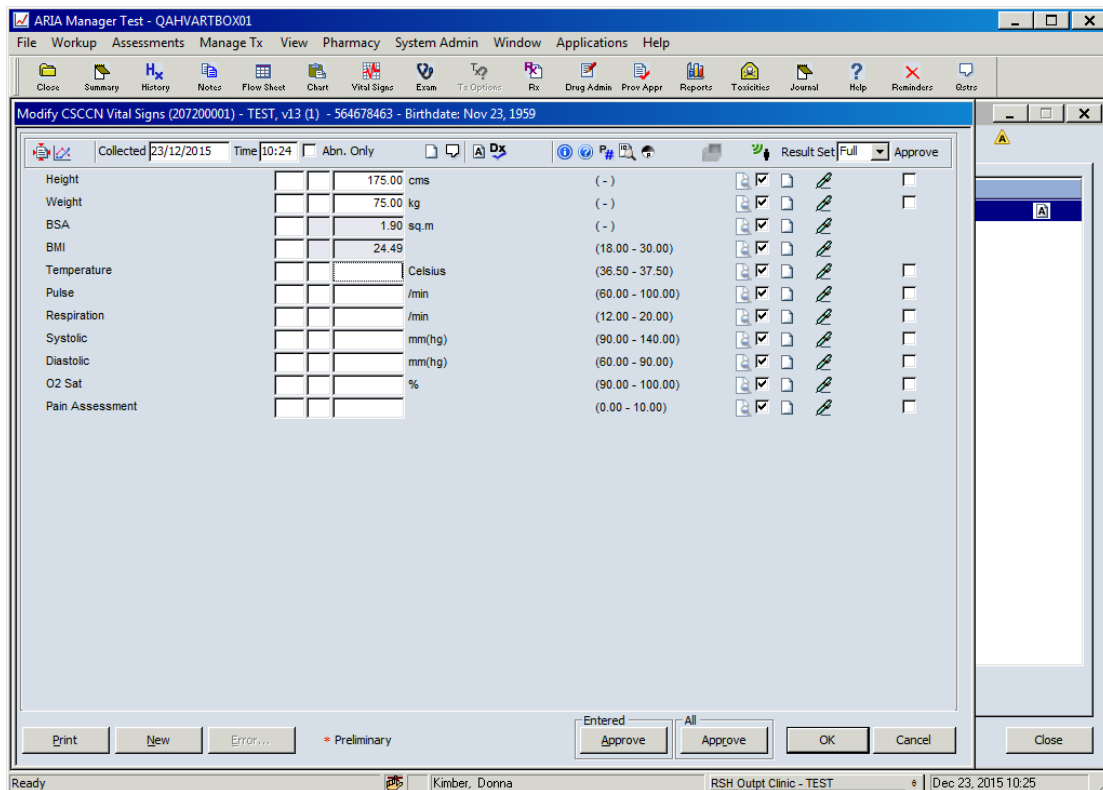 ARIA Manager Test - QAHVARTBOX01
File Workup Assessments Manage Tx View Pharmacy System Admin Window Applications Help
Close Summary History Notes Flow Sheet Chart Vital Signs Exam Tx Options Rx Drug Admin Prov Appr Reports Toxicities Journal Help Reminders Qstrs
Modify CSCCN Vital Signs (207200001) - TEST, v13 (1) - 564678463 - Birthdate: Nov 23, 1959
Collected 23/12/2015 Time 10:24 Abn. Only Result Set Full Approve
Height 175.00 cms ( - )
Weight 75.00 kg ( - )
BSA 1.90 sq.m ( - )
BMI 24.49 (18.00 - 30.00)
Temperature Celsius (36.50 - 37.50)
Pulse /min (60.00 - 100.00)
Respiration /min (12.00 - 20.00)
Systolic mm(hg) (90.00 - 140.00)
Diastolic mm(hg) (60.00 - 90.00)
O2 Sat % (90.00 - 100.00)
Pain Assessment (0.00 - 10.00)
Entered All
Print New Error... * Preliminary Approve Approve OK Cancel Close
Ready Kimber, Donna RSH Outpt Clinic - TEST Dec 23, 2015 10:25